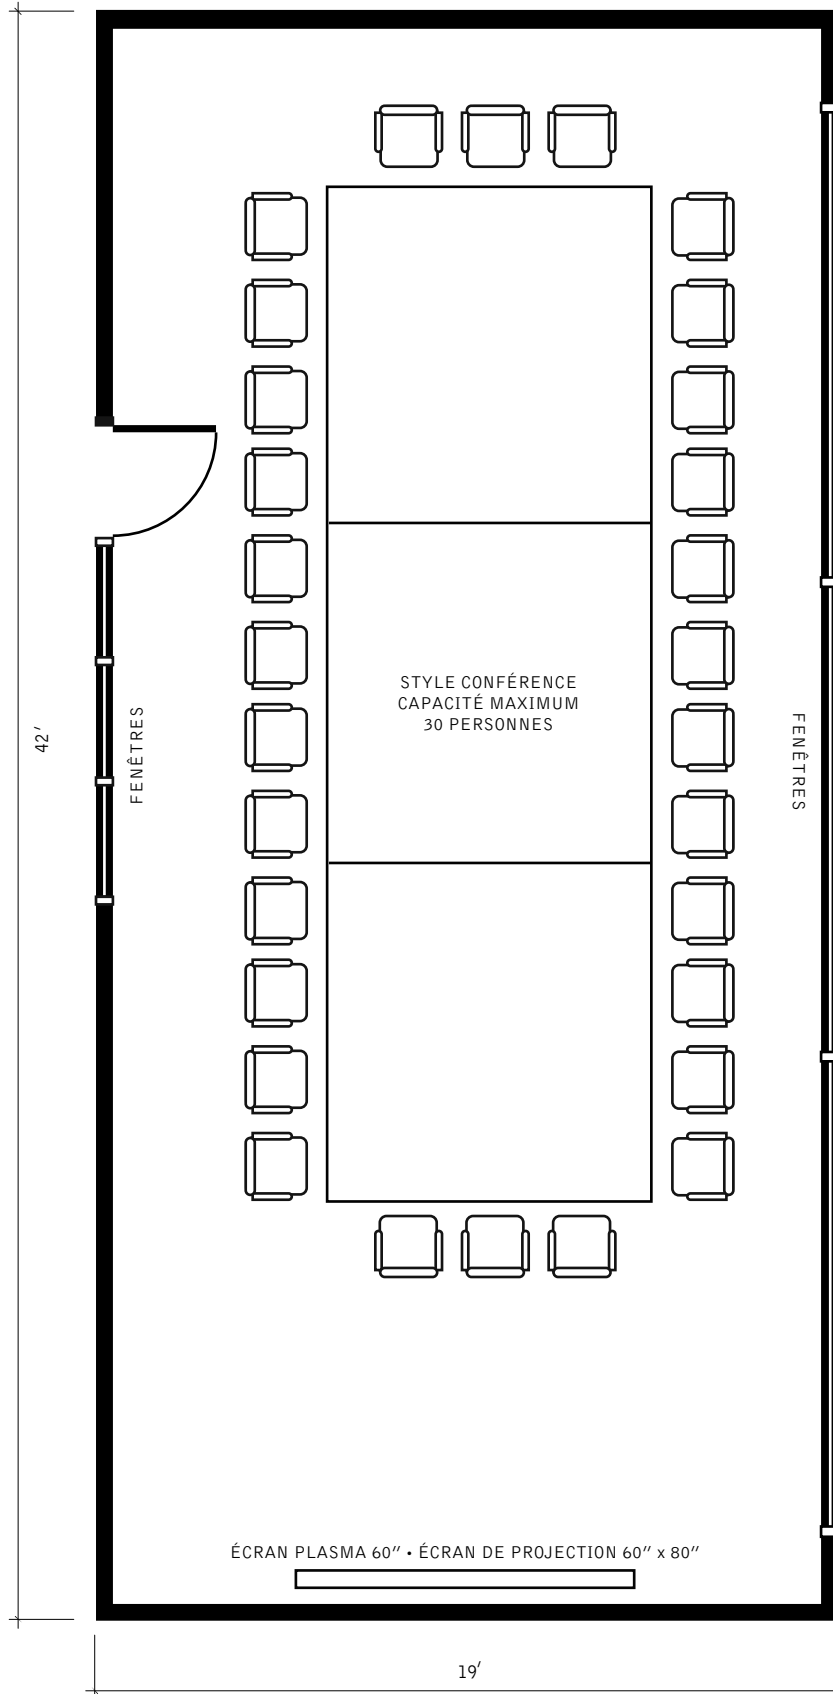 42′
FENÊTRES
FENÊTRES
STYLE CONFÉRENCE
CAPACITÉ MAXIMUM
30 PERSONNES
ÉCRAN PLASMA 60″ • ÉCRAN DE PROJECTION 60″ x 80″
19′